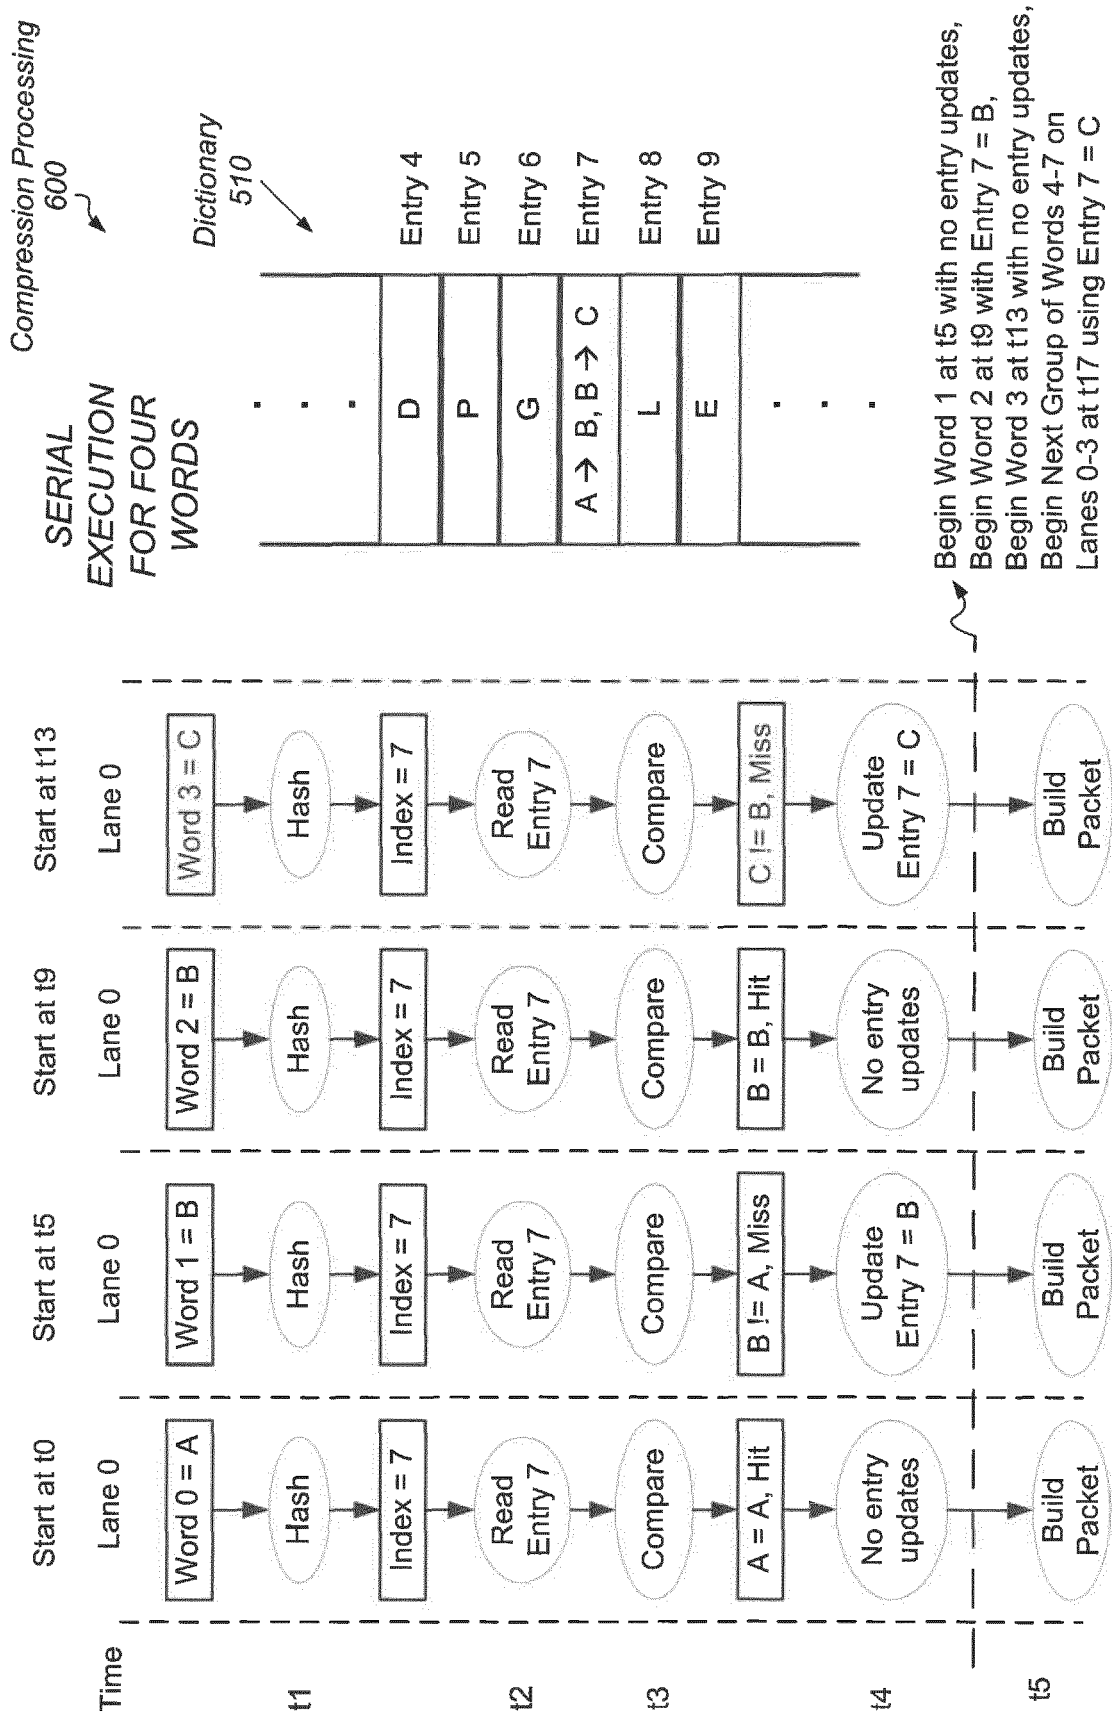 Compression Processing
600
SERIAL
EXECUTION
FOR FOUR
WORDS
Dictionary
510
Start at t0
Start at t5
Start at t9
Start at t13
Time
Lane 0
Lane 0
Lane 0
Lane 0
Word 0 = A
Word 1 = B
Word 2 = B
Word 3 = C
t1
Hash
Hash
Hash
Hash
Index = 7
Index = 7
Index = 7
Index = 7
t2
Read
Entry 7
Read
Entry 7
Read
Entry 7
Read
Entry 7
t3
Compare
Compare
Compare
Compare
A = A, Hit
B != A, Miss
B = B, Hit
C != B, Miss
t4
No entry
updates
Update
Entry 7 = B
No entry
updates
Update
Entry 7 = C
t5
Build
Packet
Build
Packet
Build
Packet
Build
Packet
D
Entry 4
P
Entry 5
G
Entry 6
A → B, B → C
Entry 7
L
Entry 8
E
Entry 9
Begin Word 1 at t5 with no entry updates,
Begin Word 2 at t9 with Entry 7 = B,
Begin Word 3 at t13 with no entry updates,
Begin Next Group of Words 4-7 on
Lanes 0-3 at t17 using Entry 7 = C